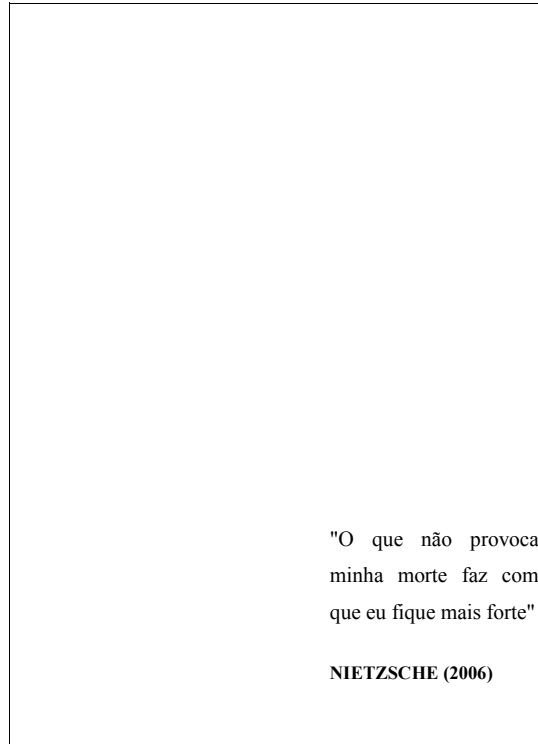 "O que não provoca
minha morte faz com
que eu fique mais forte"
NIETZSCHE (2006)